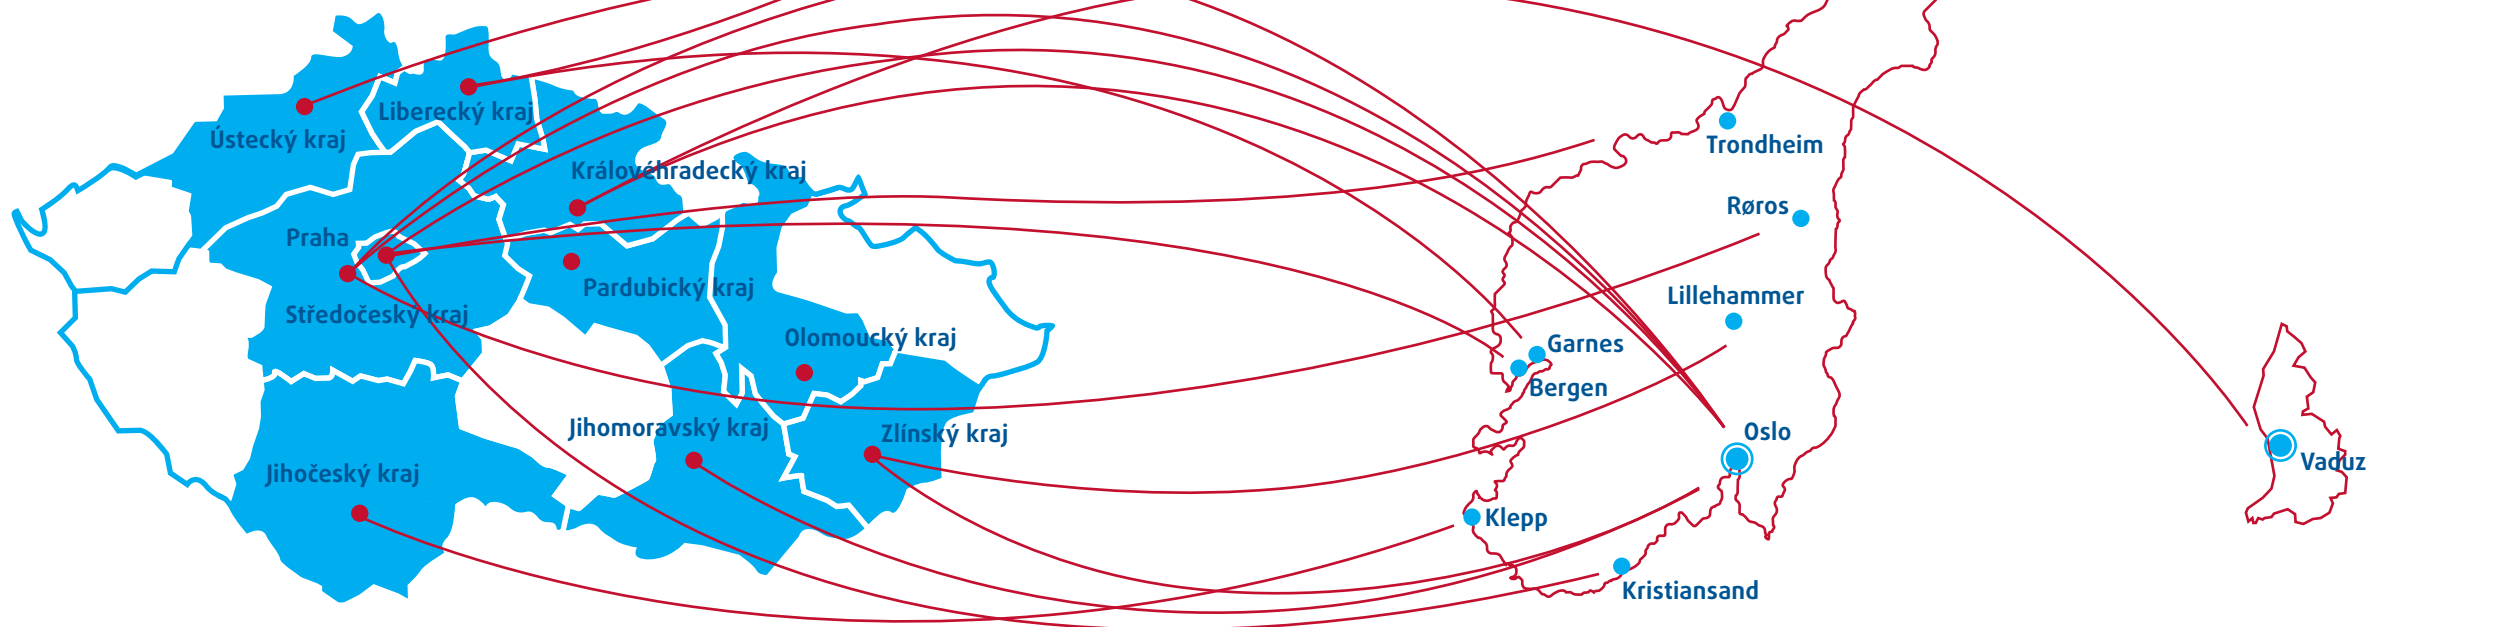 Liberecký kraj
Ústecký kraj
Královéhradecký kraj
Praha
Pardubický kraj
Středočeský kraj
Olomoucký kraj
Jihomoravský kraj
Zlínský kraj
Jihočeský kraj
Trondheim
Røros
Lillehammer
Garnes
Bergen
Oslo
Klepp
Kristiansand
Vaduz